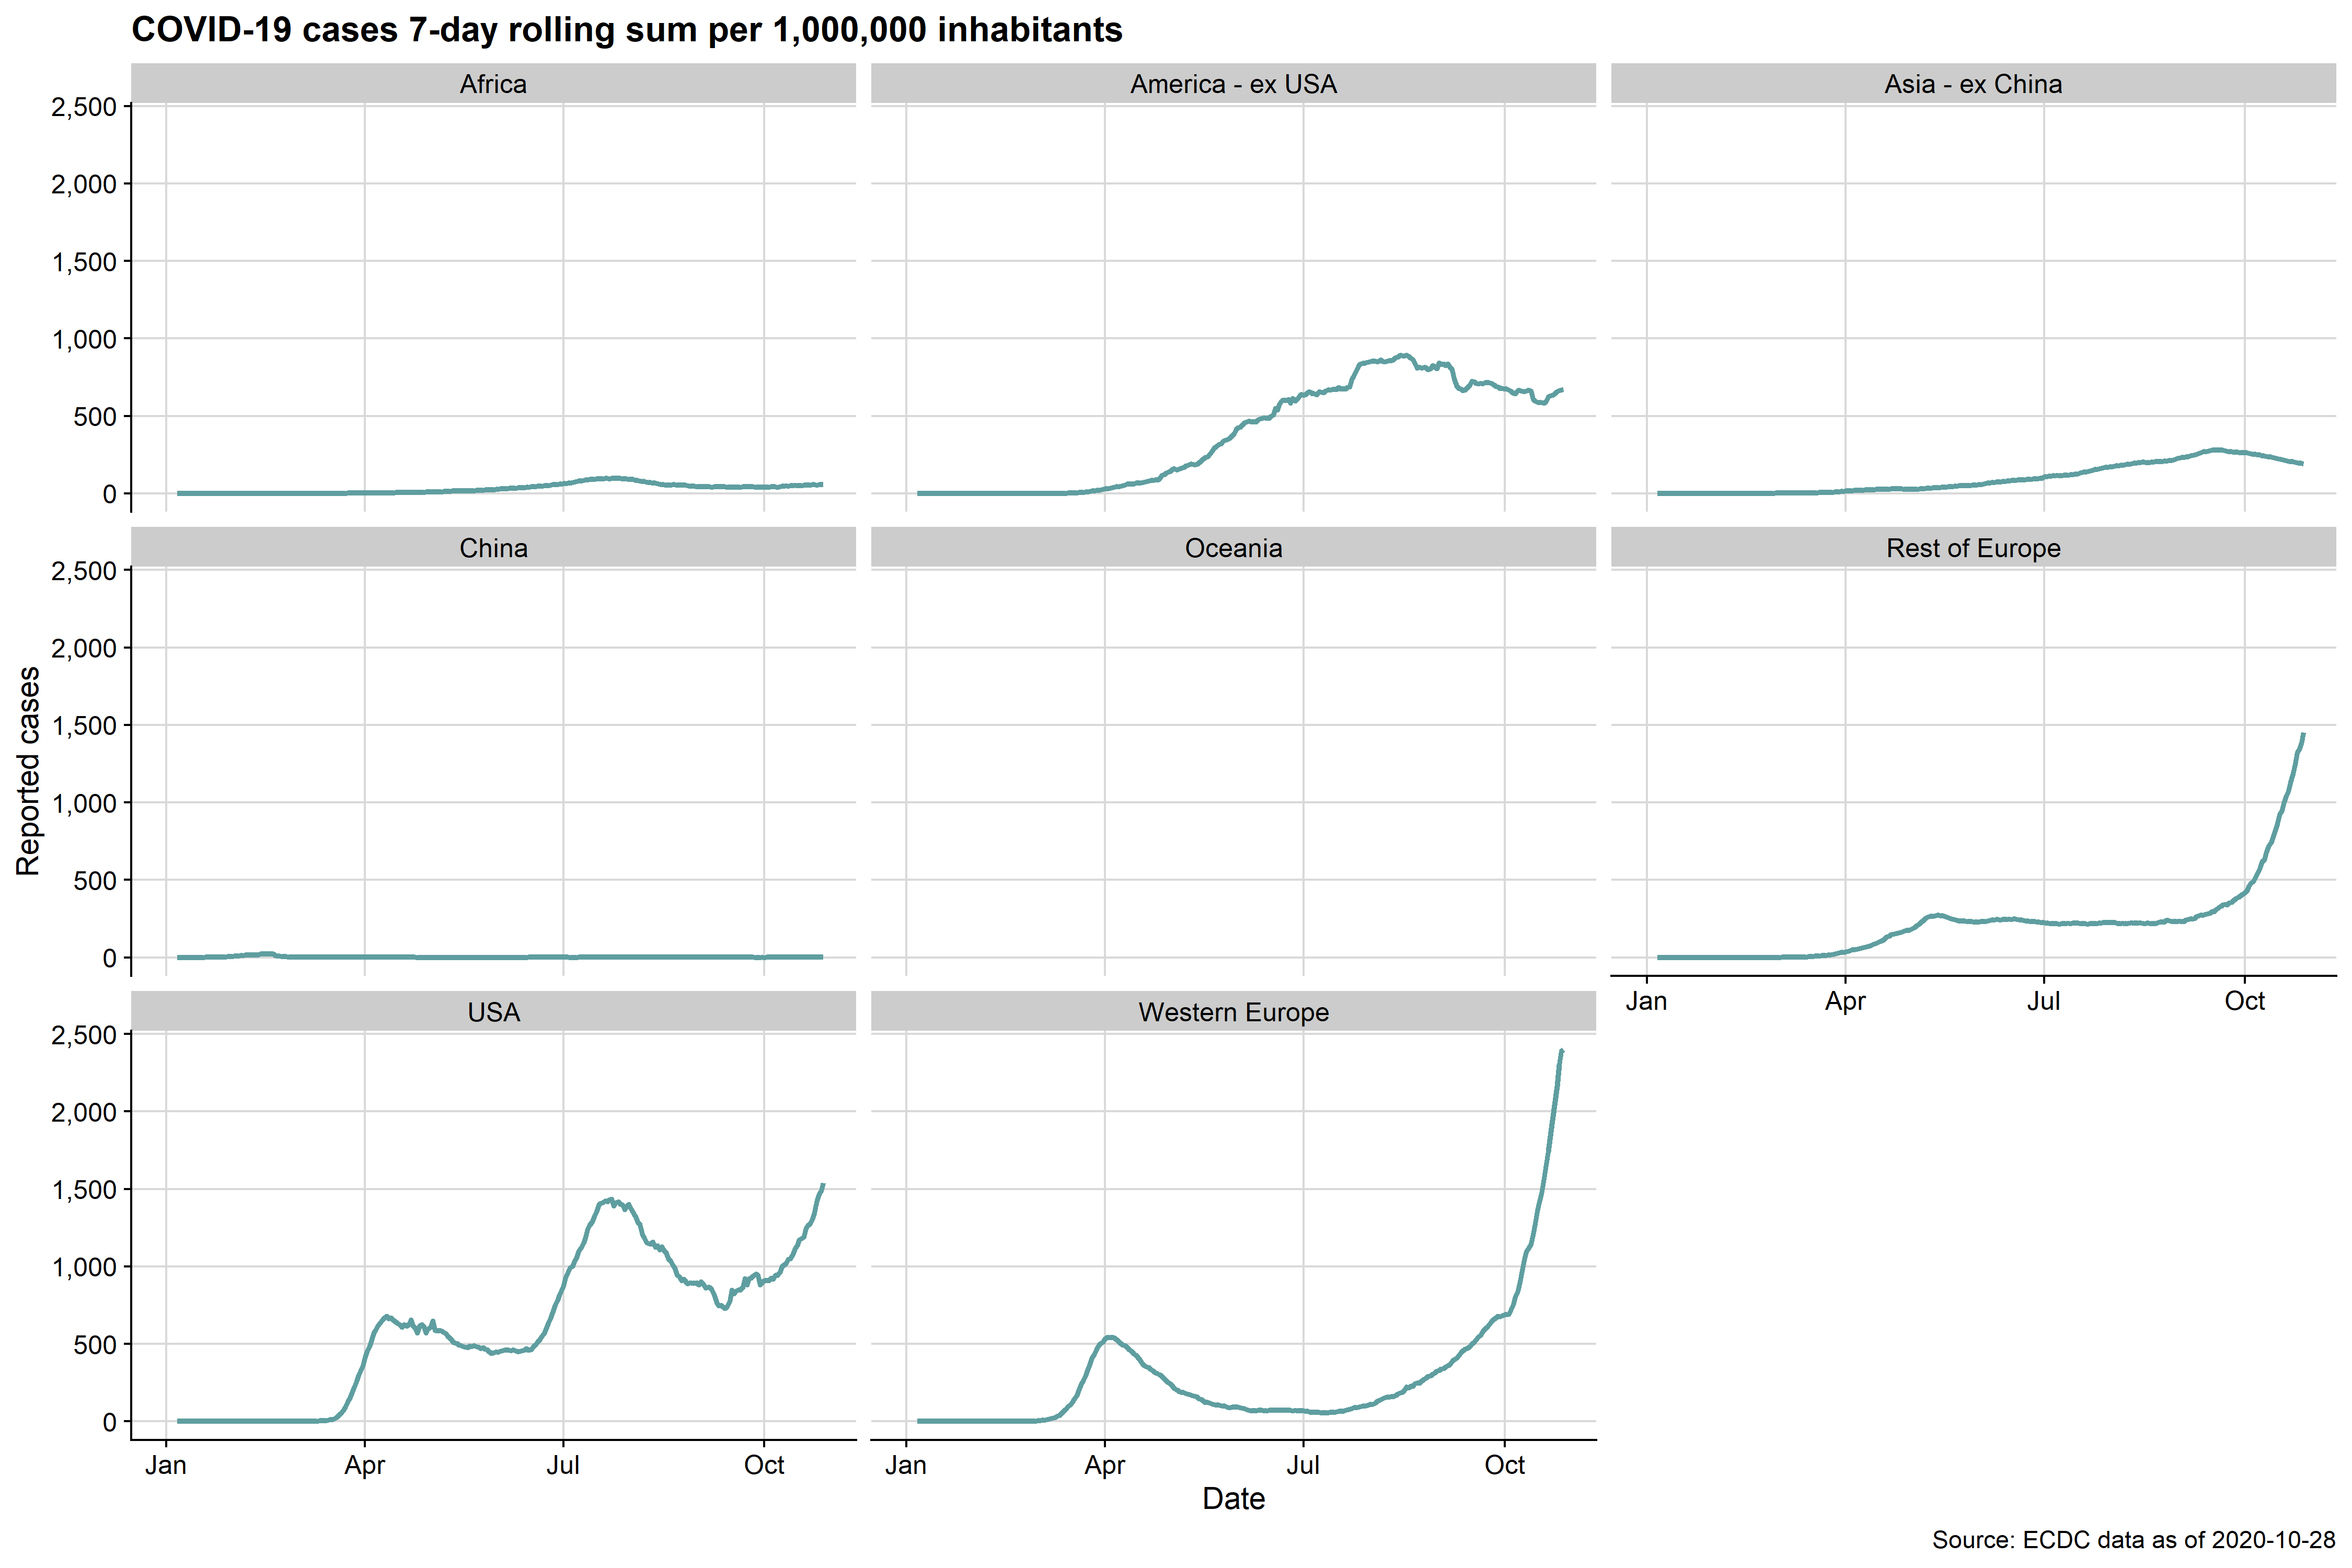 COVID-19 cases 7-day rolling sum per 1,000,000 inhabitants
Africa
America - ex USA
Asia - ex China
2,500
2,000
1,500
1,000
500
0
China
Oceania
Rest of Europe
2,500
2,000
1,500
1,000
500
0
Reported cases
Jan Apr Jul Oct
USA
Western Europe
2,500
2,000
1,500
1,000
500
0
Jan Apr Jul Oct
Jan Apr Jul Oct
Date
Source: ECDC data as of 2020-10-28